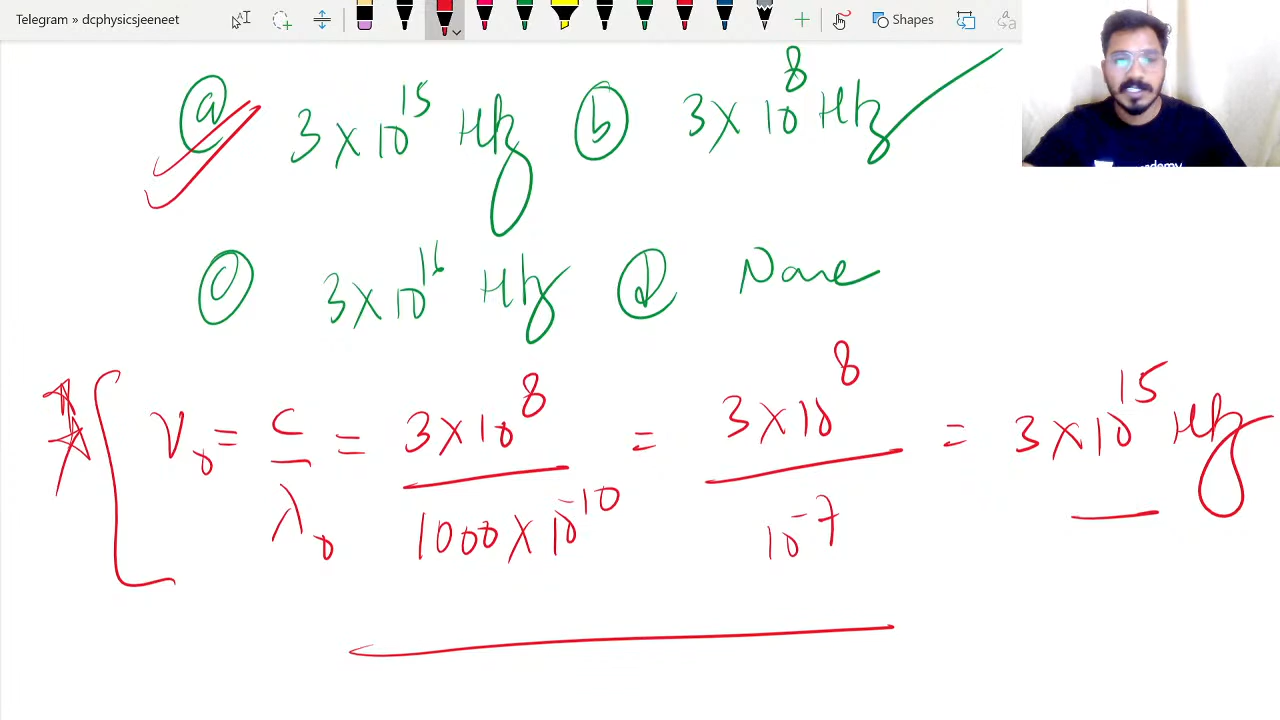 Telegram » dcphysicsjeeneet
Shapes
ⓐ 3 × 10^15 Hz ⓑ 3 × 10^8 Hz
ⓒ 3 × 10^16 Hz ⓓ None
ν₀ = c/λ₀ = 3 × 10^8 / 1000 × 10^-10 = 3 × 10^8 / 10^-7 = 3 × 10^15 Hz